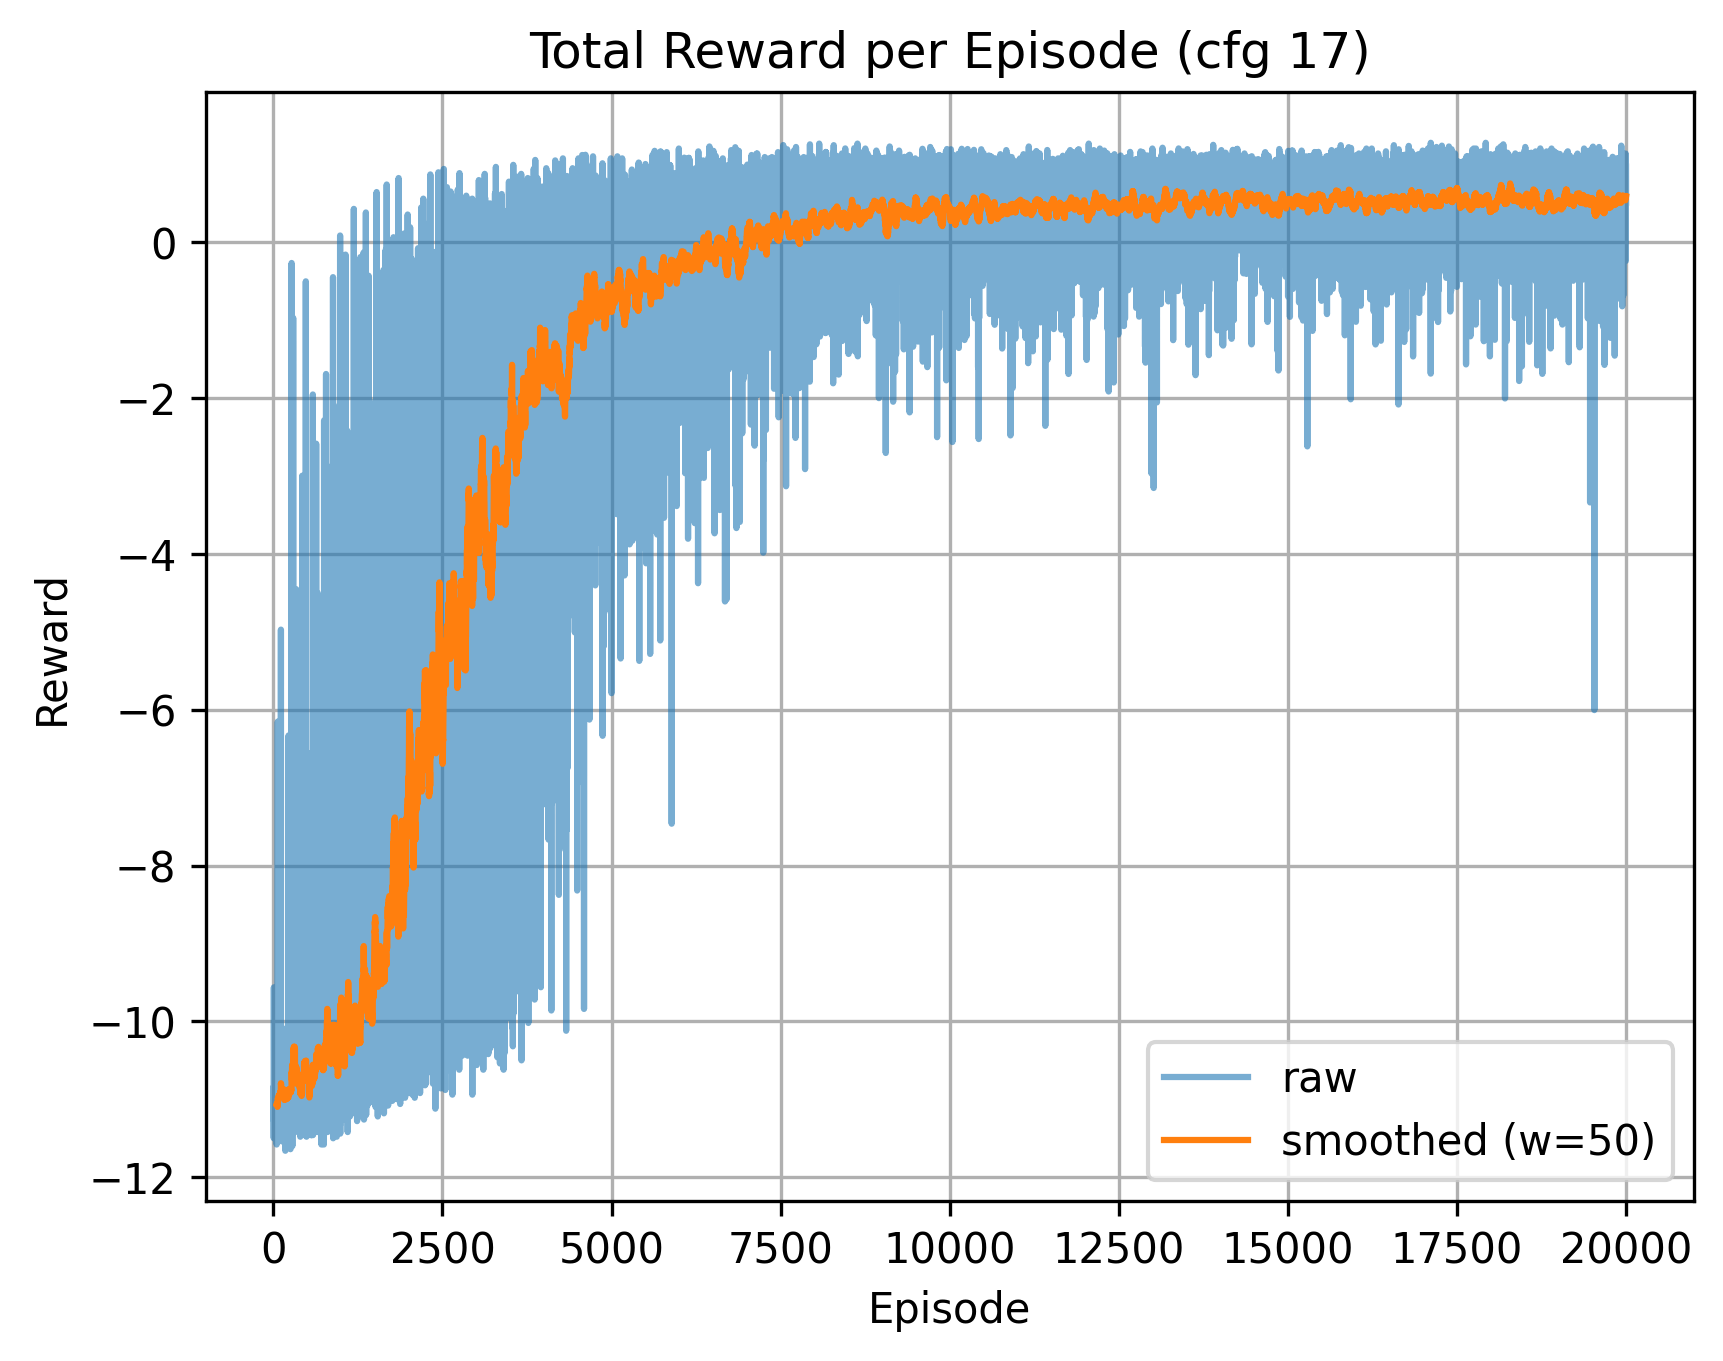 Total Reward per Episode (cfg 17)
Reward
0
−2
−4
−6
−8
−10
−12
raw
smoothed (w=50)
0 2500 5000 7500 10000 12500 15000 17500 20000
Episode